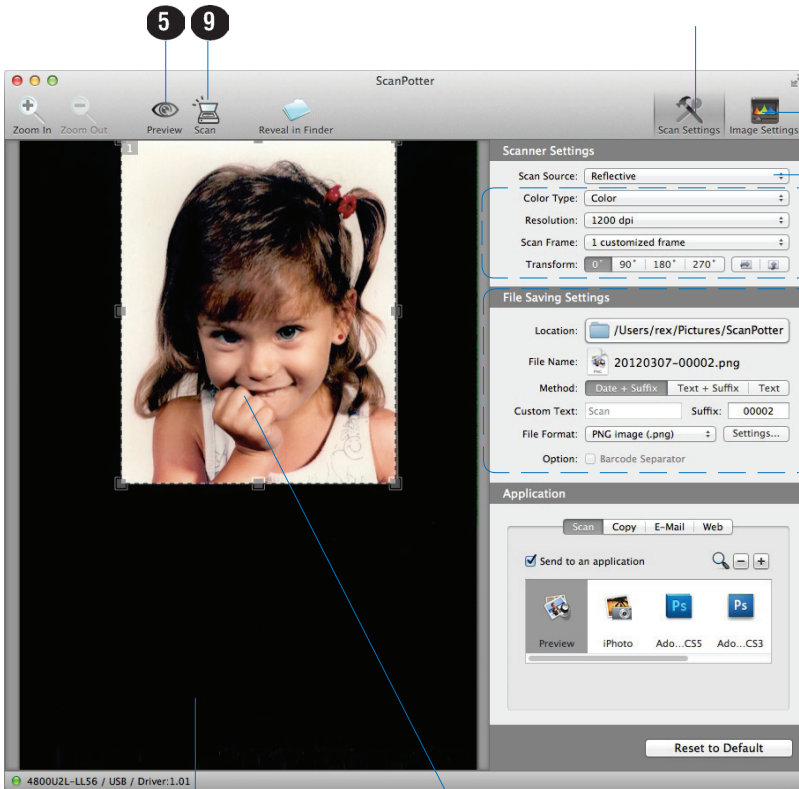 5 9
ScanPotter
Zoom In Zoom Out Preview Scan Reveal in Finder Scan Settings Image Settings
1
Scanner Settings
Scan Source: Reflective
Color Type: Color
Resolution: 1200 dpi
Scan Frame: 1 customized frame
Transform: 0° 90° 180° 270°
File Saving Settings
Location: /Users/rex/Pictures/ScanPotter
File Name: PNG 20120307-00002.png
Method: Date + Suffix Text + Suffix Text
Custom Text: Scan Suffix: 00002
File Format: PNG image (.png) Settings...
Option: Barcode Separator
Application
Scan Copy E-Mail Web
Send to an application
Ps Ps
Preview iPhoto Ado...CS5 Ado...CS3
Reset to Default
4800U2L-LL56 / USB / Driver:1.01